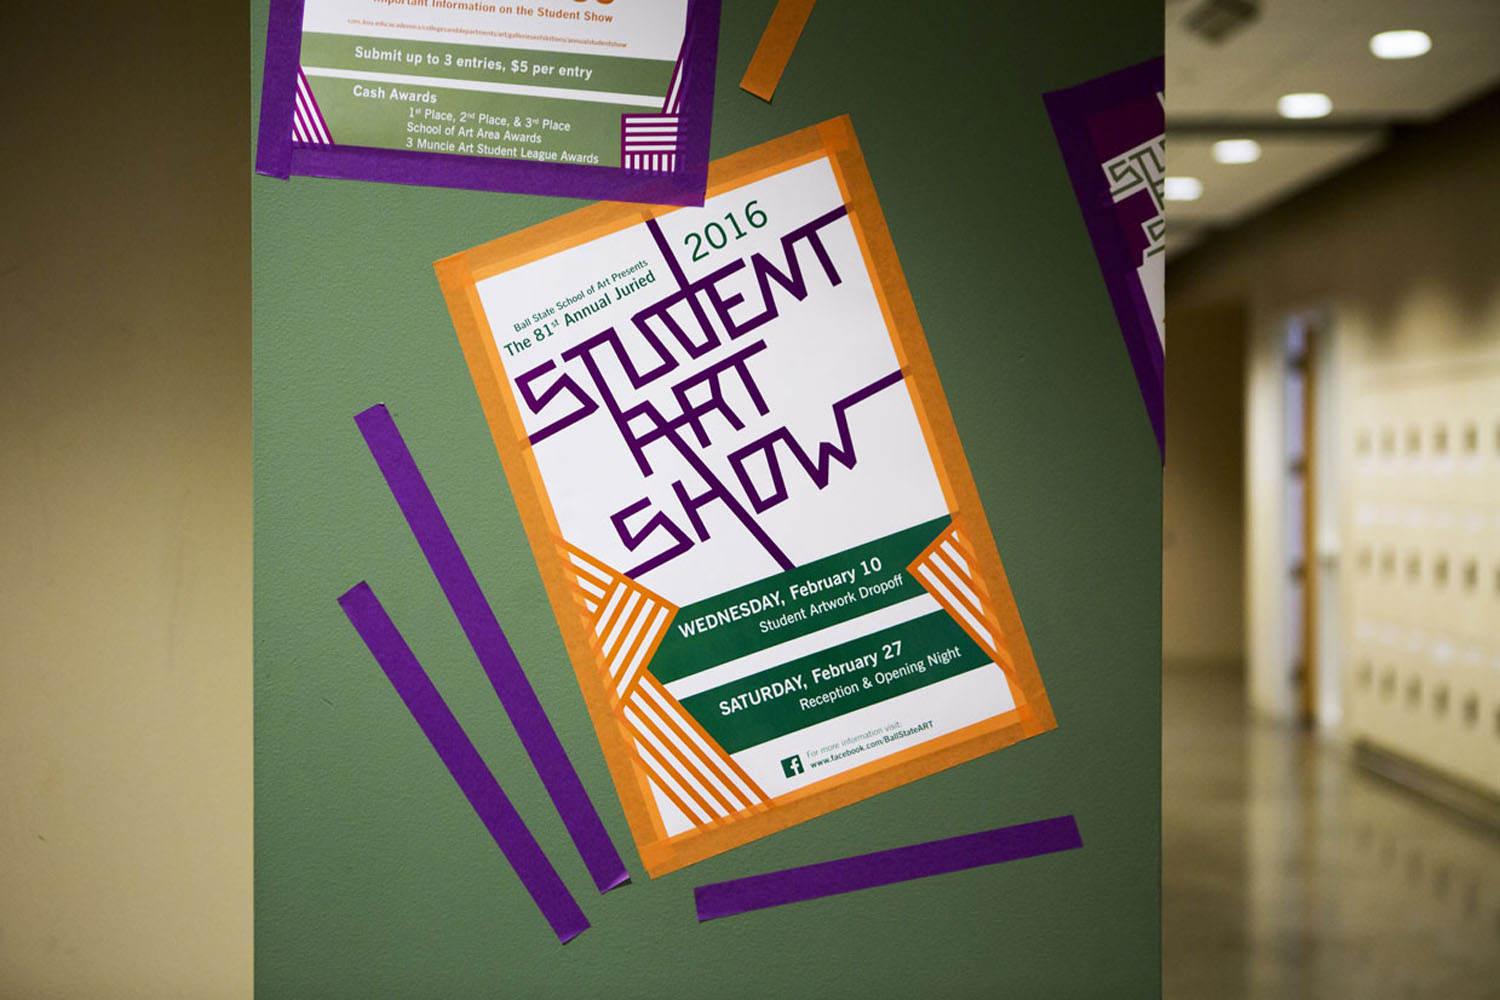 Important Information on the Student Show
Submit up to 3 entries, $5 per entry
Cash Awards
1st Place, 2nd Place, & 3rd Place
School of Art Area Awards
3 Muncie Art Student League Awards
2016
Ball State School of Art Presents
The 81st Annual Juried
STUDENT
ART
SHOW
WEDNESDAY, February 10
Student Artwork Dropoff
SATURDAY, February 27
Reception & Opening Night
For more information visit:
www.facebook.com/BallStateART